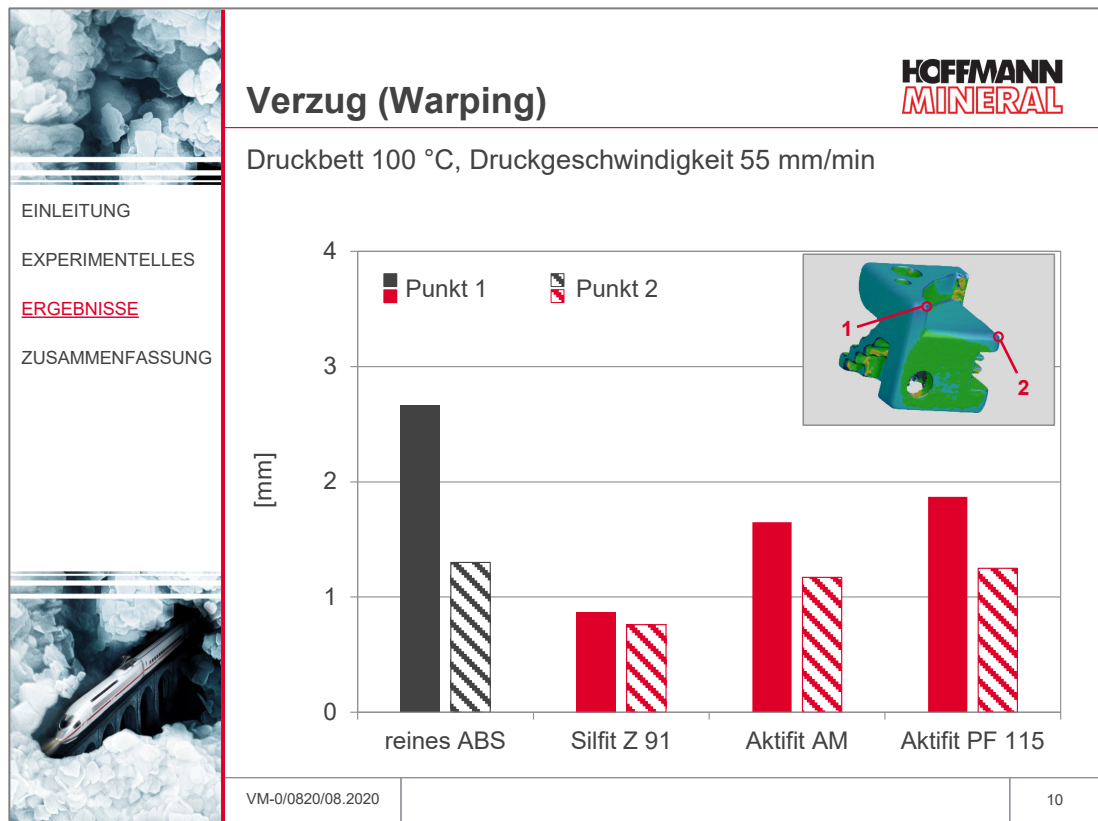 HOFFMANN
MINERAL
Verzug (Warping)
Druckbett 100 °C, Druckgeschwindigkeit 55 mm/min
EINLEITUNG
EXPERIMENTELLES
ERGEBNISSE
ZUSAMMENFASSUNG
4
3
2
1
0
[mm]
Punkt 1
Punkt 2
1
2
reines ABS
Silfit Z 91
Aktifit AM
Aktifit PF 115
VM-0/0820/08.2020
10